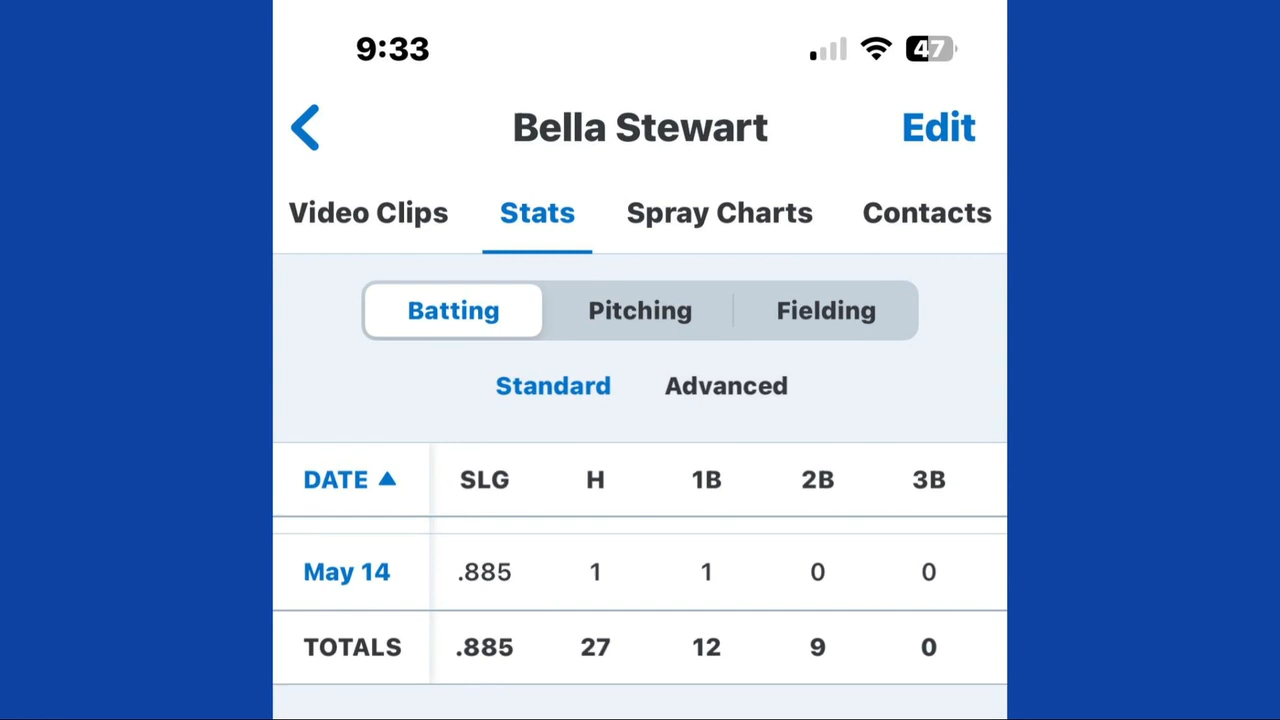 9:33 47
Bella Stewart Edit
Video Clips Stats Spray Charts Contacts
Batting Pitching Fielding
Standard Advanced
DATE ▲ SLG H 1B 2B 3B
May 14 .885 1 1 0 0
TOTALS .885 27 12 9 0